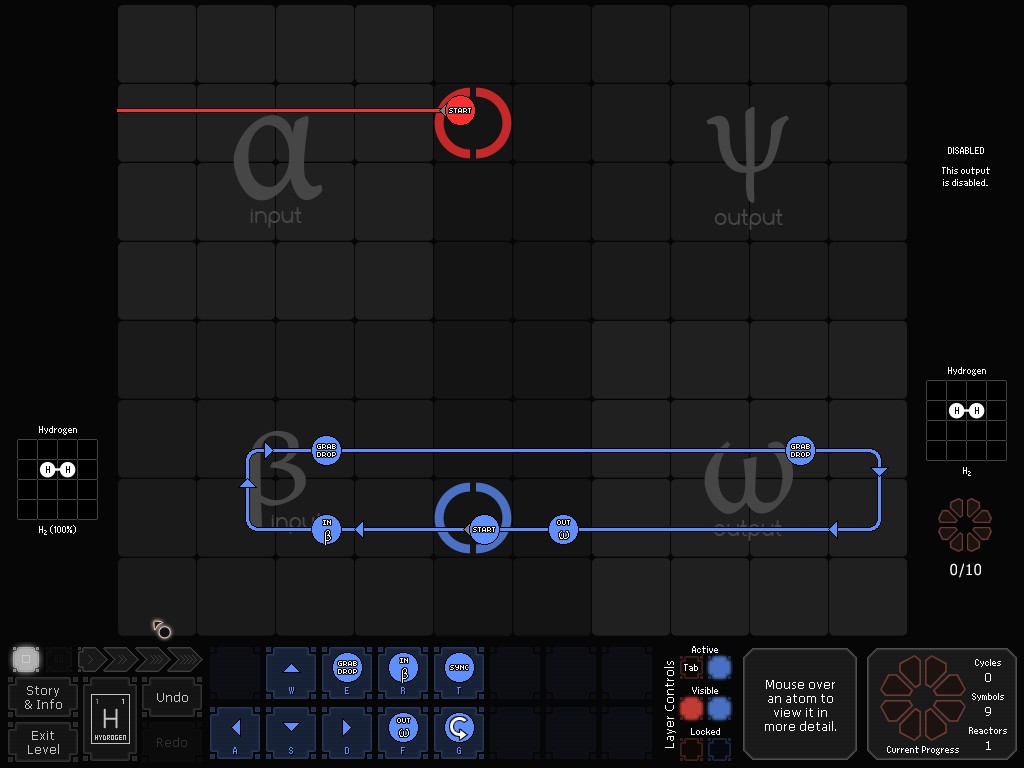 START
α
input
ψ
output
DISABLED
This output
is disabled.
Hydrogen
H H
H₂
0/10
Hydrogen
H H
H₂ (100%)
GRAB
DROP
GRAB
DROP
β
input
ω
output
IN
β
START
OUT
ω
Story
& Info
Exit
Level
1 1
H
HYDROGEN
Undo
Redo
W
GRAB
DROP
E
IN
β
R
SYNC
T
A
S
D
OUT
ω
F
G
Layer Controls
Active
Tab
Visible
Locked
Mouse over
an atom to
view it in
more detail.
Cycles
0
Symbols
9
Reactors
1
Current Progress